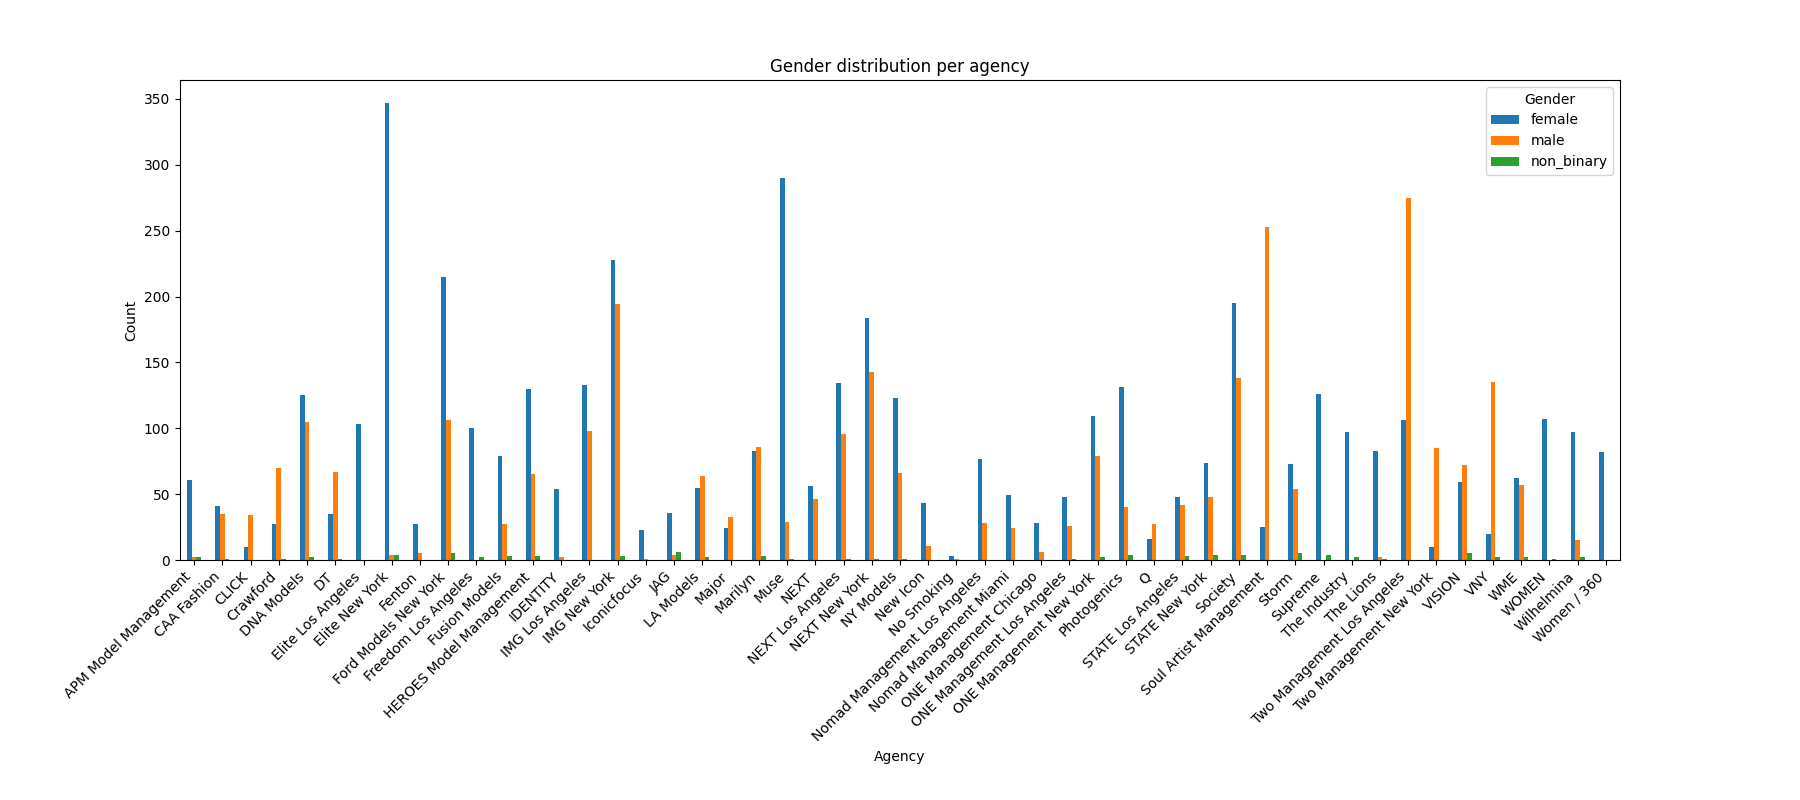 Gender distribution per agency
Gender
female
male
non_binary
Count
350
300
250
200
150
100
50
0
APM Model Management
CAA Fashion
CLICK
Crawford
DNA Models
DT
Elite Los Angeles
Elite New York
Fenton
Ford Models New York
Freedom Los Angeles
Fusion Models
HEROES Model Management
IDENTITY
IMG Los Angeles
IMG New York
Iconicfocus
JAG
LA Models
Major
Marilyn
Muse
NEXT
NEXT Los Angeles
NEXT New York
NY Models
New Icon
No Smoking
Nomad Management Los Angeles
Nomad Management Miami
ONE Management Chicago
ONE Management Los Angeles
ONE Management New York
Photogenics
Q
STATE Los Angeles
STATE New York
Society
Soul Artist Management
Storm
Supreme
The Industry
The Lions
Two Management Los Angeles
Two Management New York
VISION
VNY
WME
WOMEN
Wilhelmina
Women / 360
Agency